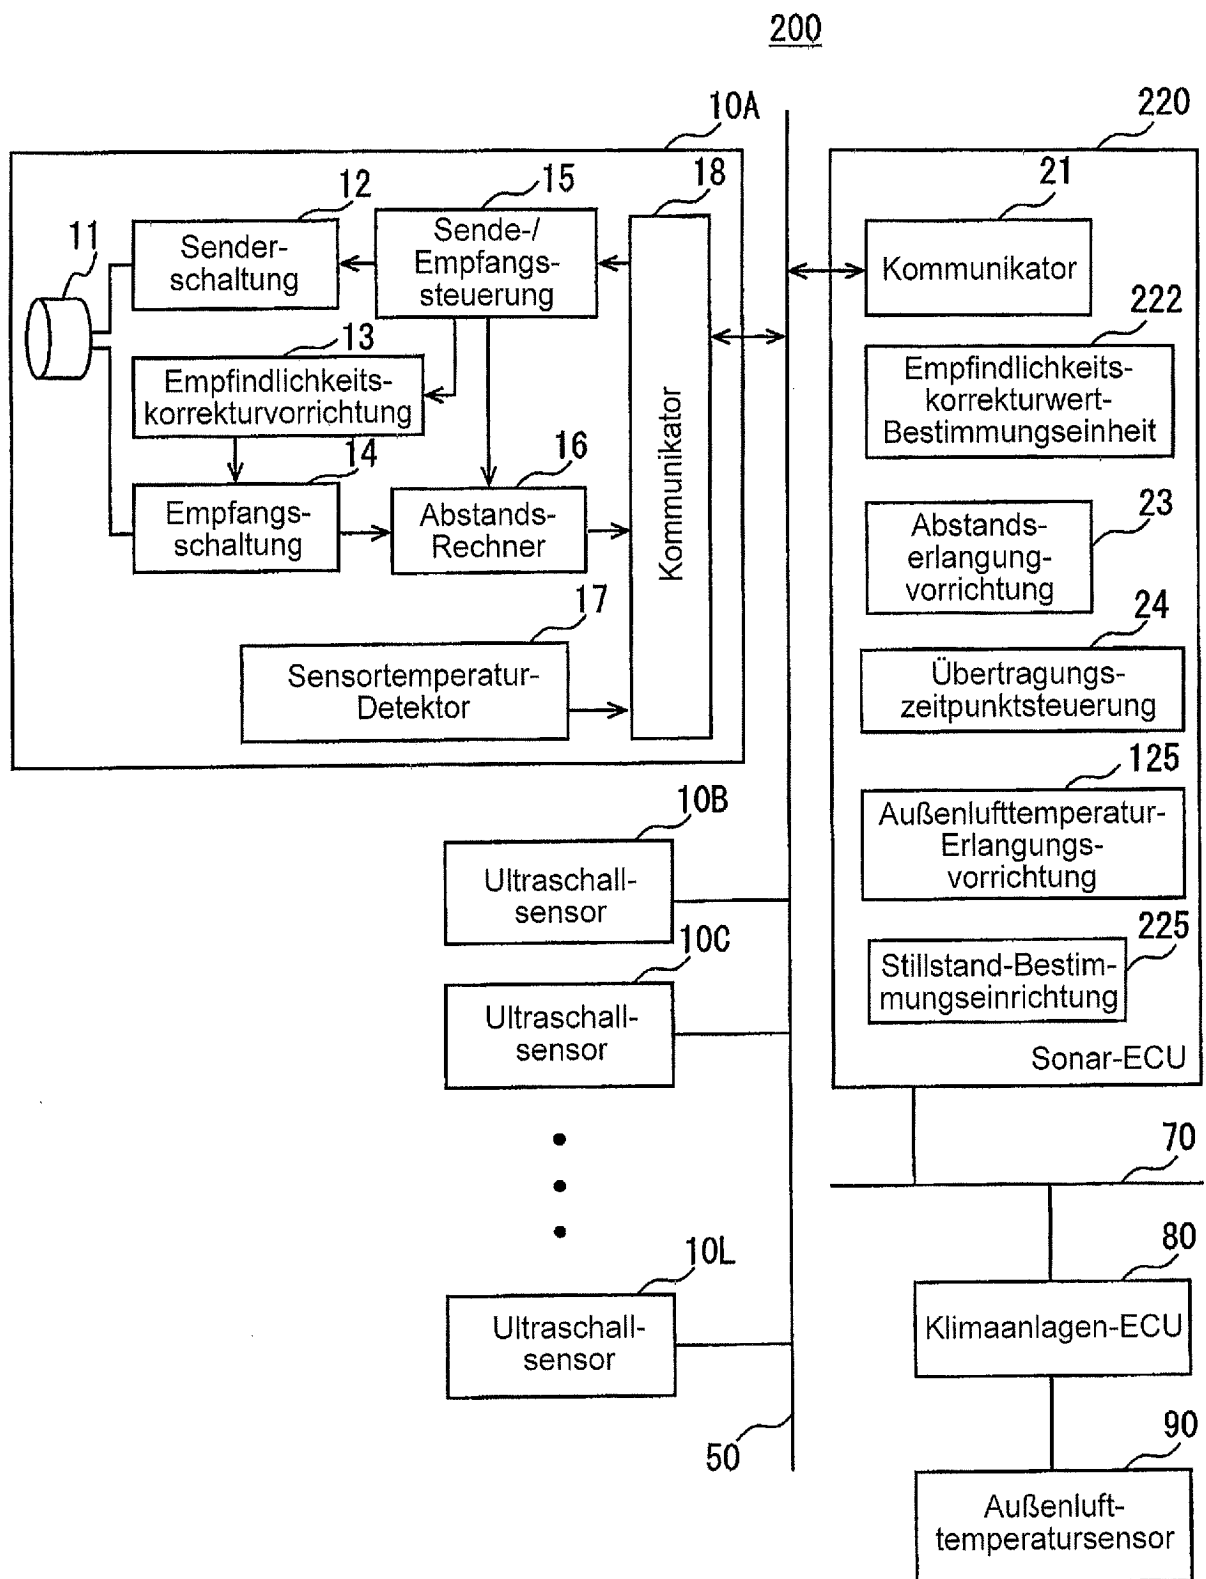 200
10A
220
12
15
18
21
11
Sender-
schaltung
Sende-/
Empfangs-
steuerung
Kommunikator
Kommunikator
13
222
Empfindlichkeits-
korrekturvorrichtung
Empfindlichkeits-
korrekturwert-
Bestimmungseinheit
14
16
23
Empfangs-
schaltung
Abstands-
Rechner
Abstands-
erlangung-
vorrichtung
17
24
Sensortemperatur-
Detektor
Übertragungs-
zeitpunktsteuerung
125
10B
Außenlufttemperatur-
Erlangungs-
vorrichtung
Ultraschall-
sensor
10C
225
Ultraschall-
sensor
Stillstand-Bestim-
mungseinrichtung
Sonar-ECU
70
10L
80
Ultraschall-
sensor
Klimaanlagen-ECU
50
90
Außenluft-
temperatursensor